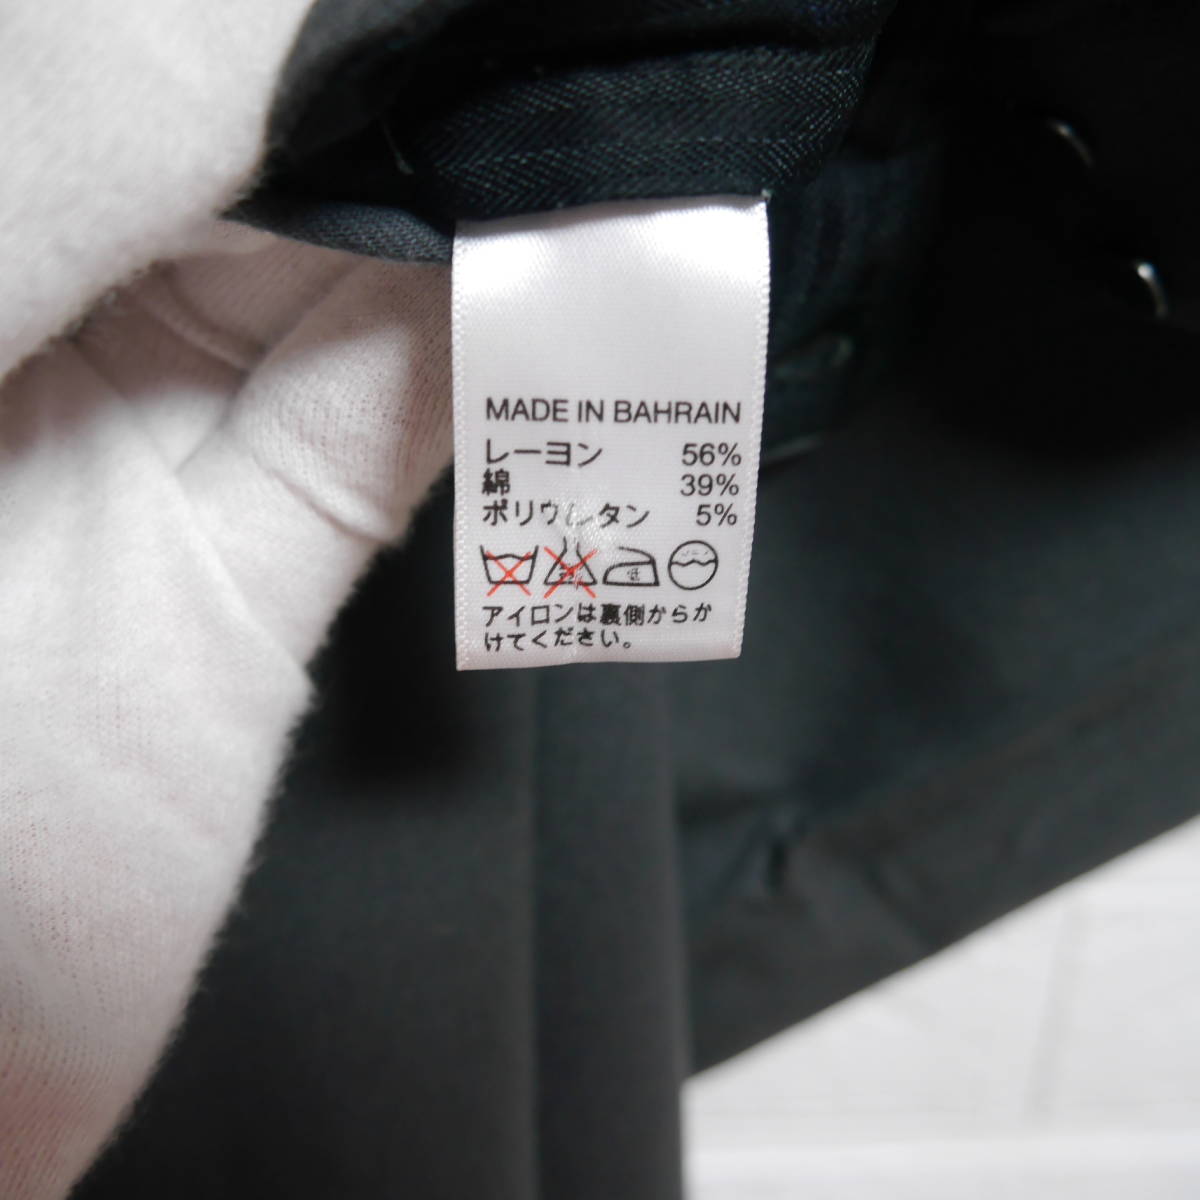 MADE IN BAHRAIN
レーヨン 56%
綿 39%
ポリウレタン 5%
低
アイロンは裏側からか
けてください。